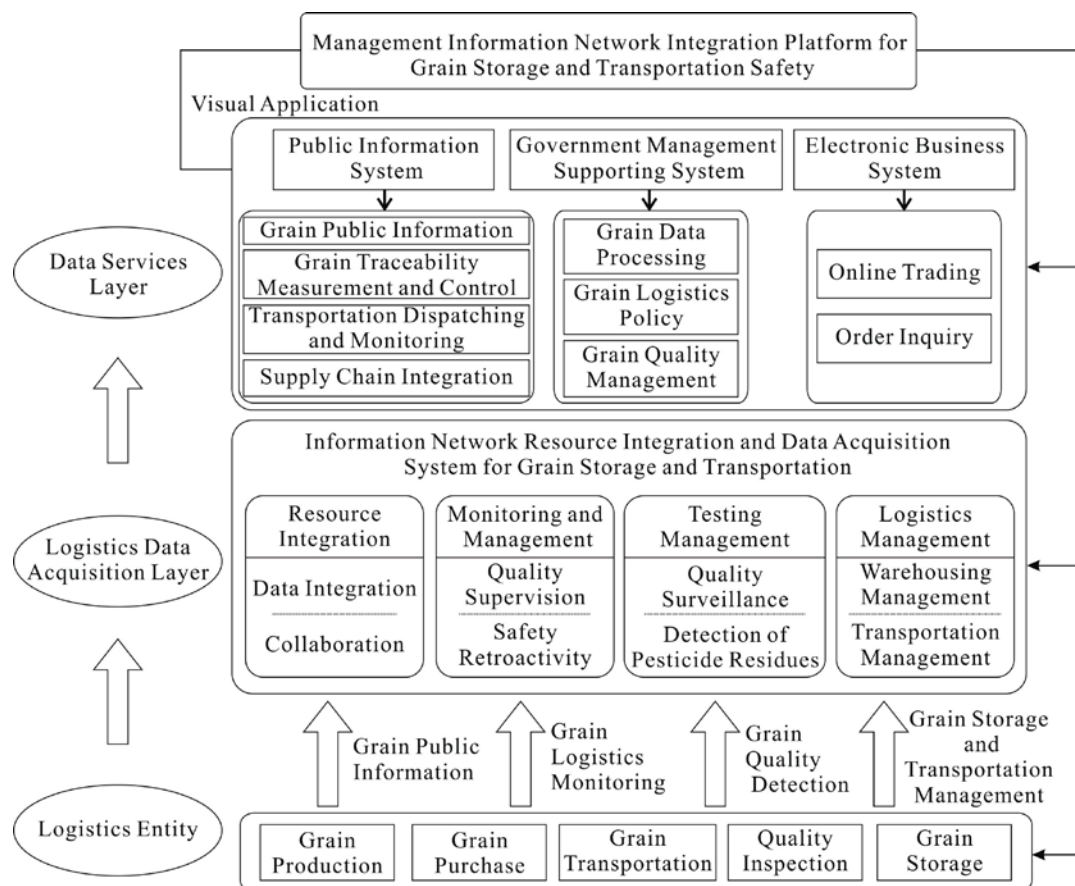 Management Information Network Integration Platform for
Grain Storage and Transportation Safety
Visual Application
Public Information
System
Government Management
Supporting System
Electronic Business
System
Grain Public Information
Grain Traceability
Measurement and Control
Transportation Dispatching
and Monitoring
Supply Chain Integration
Grain Data
Processing
Grain Logistics
Policy
Grain Quality
Management
Online Trading
Order Inquiry
Data Services
Layer
Information Network Resource Integration and Data Acquisition
System for Grain Storage and Transportation
Resource
Integration
Data Integration
Collaboration
Monitoring and
Management
Quality
Supervision
Safety
Retroactivity
Testing
Management
Quality
Surveillance
Detection of
Pesticide Residues
Logistics
Management
Warehousing
Management
Transportation
Management
Logistics Data
Acquisition Layer
Grain Public
Information
Grain
Logistics
Monitoring
Grain
Quality
Detection
Grain Storage
and
Transportation
Management
Logistics Entity
Grain
Production
Grain
Purchase
Grain
Transportation
Quality
Inspection
Grain
Storage